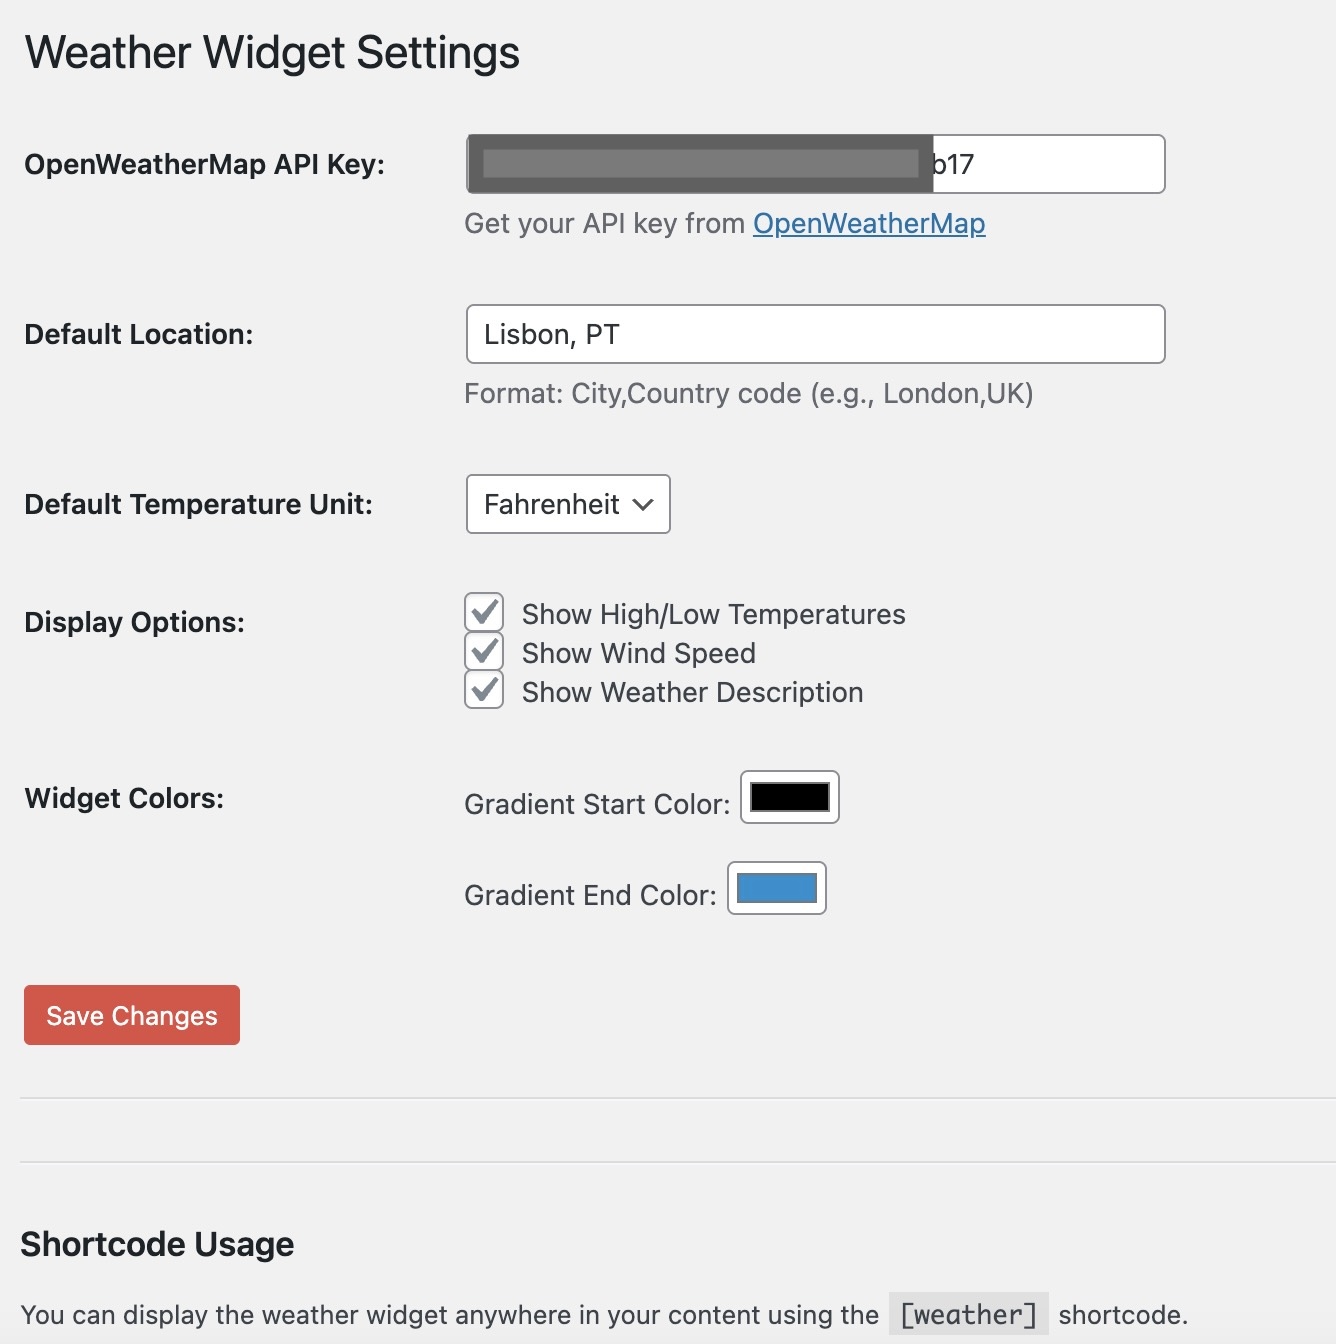 Weather Widget Settings
OpenWeatherMap API Key:
b17
Get your API key from OpenWeatherMap
Default Location:
Lisbon, PT
Format: City,Country code (e.g., London,UK)
Default Temperature Unit:
Fahrenheit
Display Options:
Show High/Low Temperatures
Show Wind Speed
Show Weather Description
Widget Colors:
Gradient Start Color:
Gradient End Color:
Save Changes
Shortcode Usage
You can display the weather widget anywhere in your content using the [weather] shortcode.